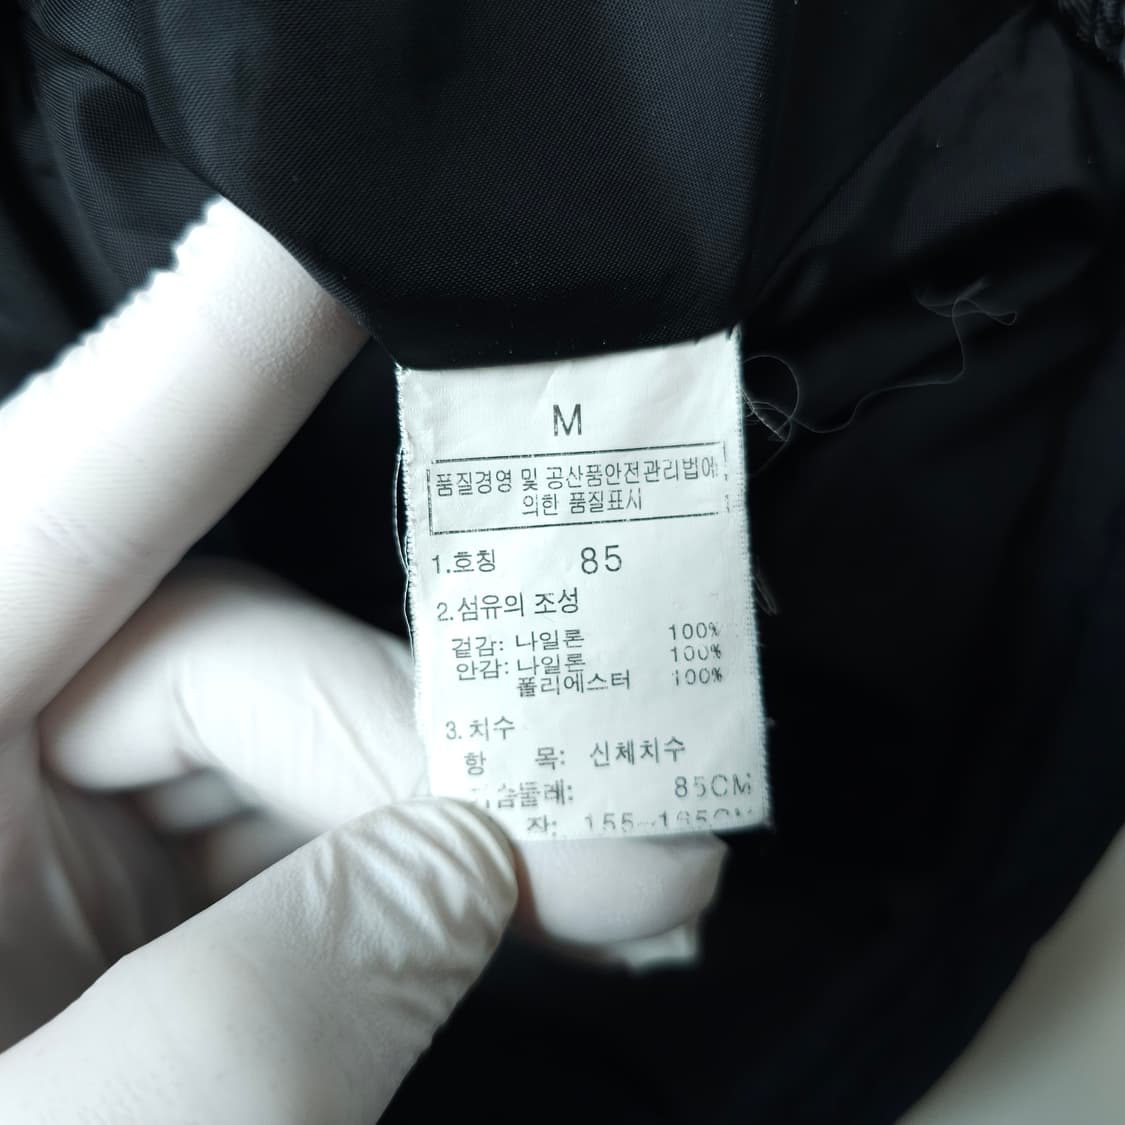 M
품질경영 및 공산품안전관리법에
의한 품질표시
1.호칭 85
2.섬유의 조성
겉감: 나일론 100%
안감: 나일론 100%
폴리에스터 100%
3.치수
항 목: 신체치수
85CM
장: 155~165CM